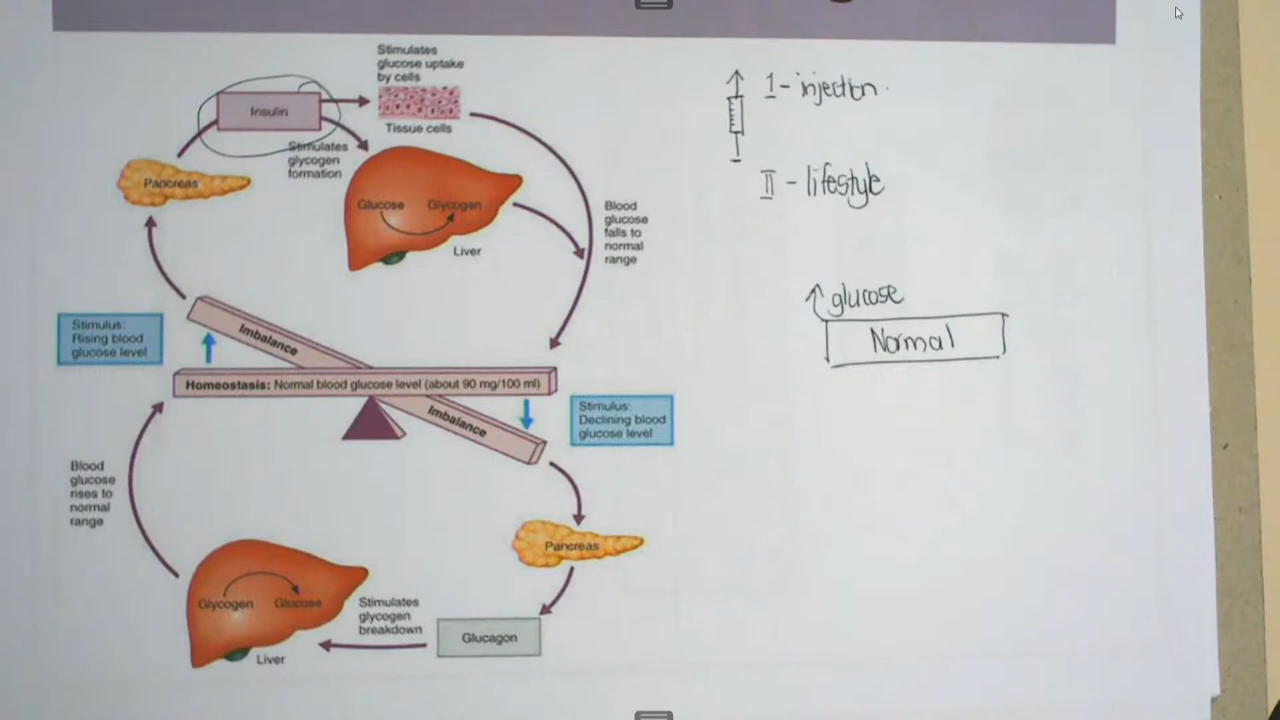 Stimulates
glucose uptake
by cells
Insulin
Tissue cells
Stimulates
glycogen
formation
Pancreas
Glucose Glycogen
Liver
Blood
glucose
falls to
normal
range
Stimulus:
Rising blood
glucose level
Imbalance
Homeostasis: Normal blood glucose level (about 90 mg/100 ml)
Imbalance
Stimulus:
Declining blood
glucose level
Blood
glucose
rises to
normal
range
Pancreas
Glycogen Glucose
Liver
Stimulates
glycogen
breakdown
Glucagon
I - injection
II - lifestyle
↑ glucose
Normal